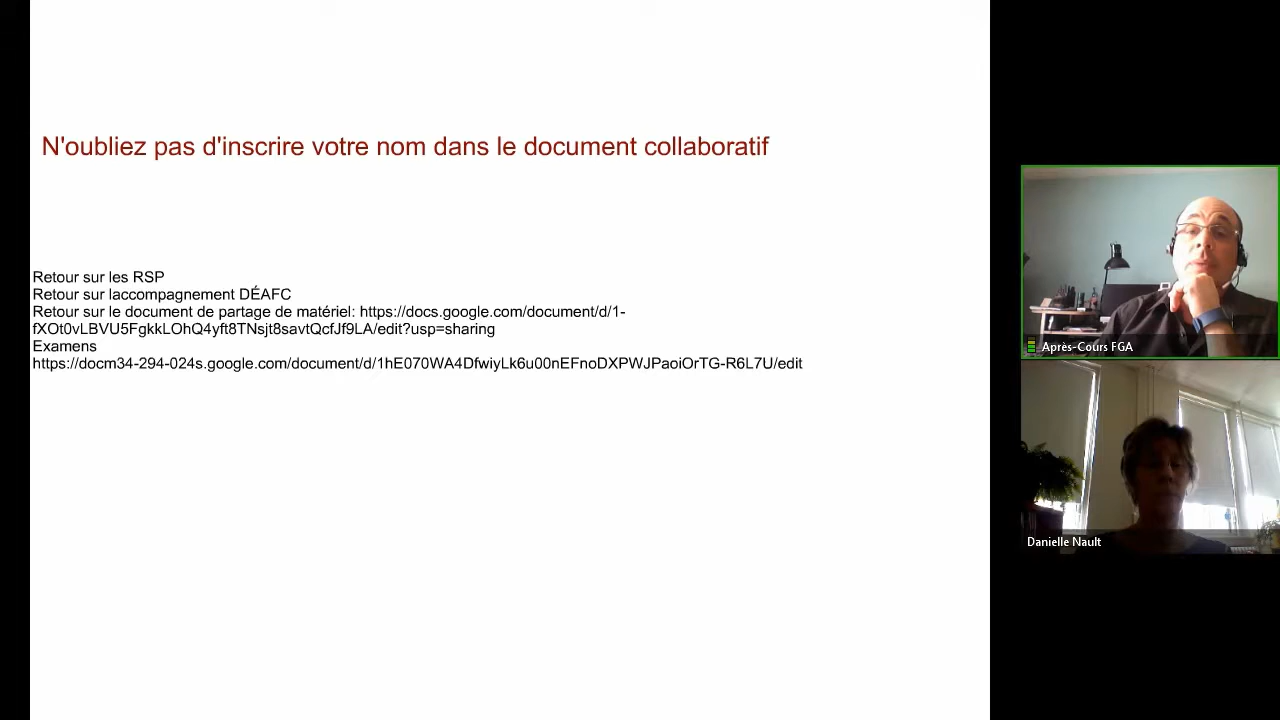 N'oubliez pas d'inscrire votre nom dans le document collaboratif
Retour sur les RSP
Retour sur laccompagnement DÉAFC
Retour sur le document de partage de matériel: https://docs.google.com/document/d/1-
fXOt0vLBVU5FgkkLOhQ4yft8TNsjt8savtQcfJf9LA/edit?usp=sharing
Examens
https://docm34-294-024s.google.com/document/d/1hE070WA4DfwiyLk6u00nEFnoDXPWJPaoiOrTG-R6L7U/edit
Après-Cours FGA
Danielle Nault